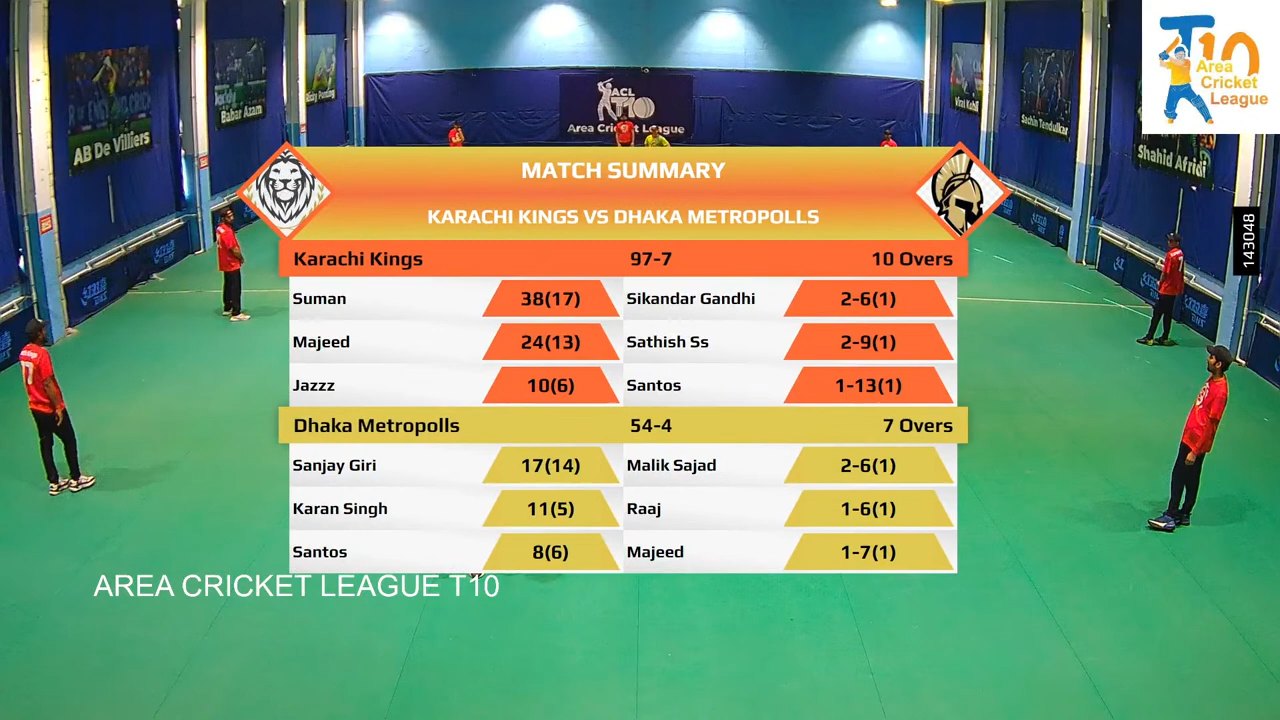 T10
Area
Cricket
League
AB De Villiers
Babar Azam
Ricky Ponting
ACL
T10
Area Cricket League
Virat Kohli
Sachin Tendulkar
Shahid Afridi
143048
MATCH SUMMARY
KARACHI KINGS VS DHAKA METROPOLLS
Karachi Kings 97-7 10 Overs
Suman 38(17) Sikandar Gandhi 2-6(1)
Majeed 24(13) Sathish Ss 2-9(1)
Jazzz 10(6) Santos 1-13(1)
Dhaka Metropolls 54-4 7 Overs
Sanjay Giri 17(14) Malik Sajad 2-6(1)
Karan Singh 11(5) Raaj 1-6(1)
Santos 8(6) Majeed 1-7(1)
AREA CRICKET LEAGUE T10